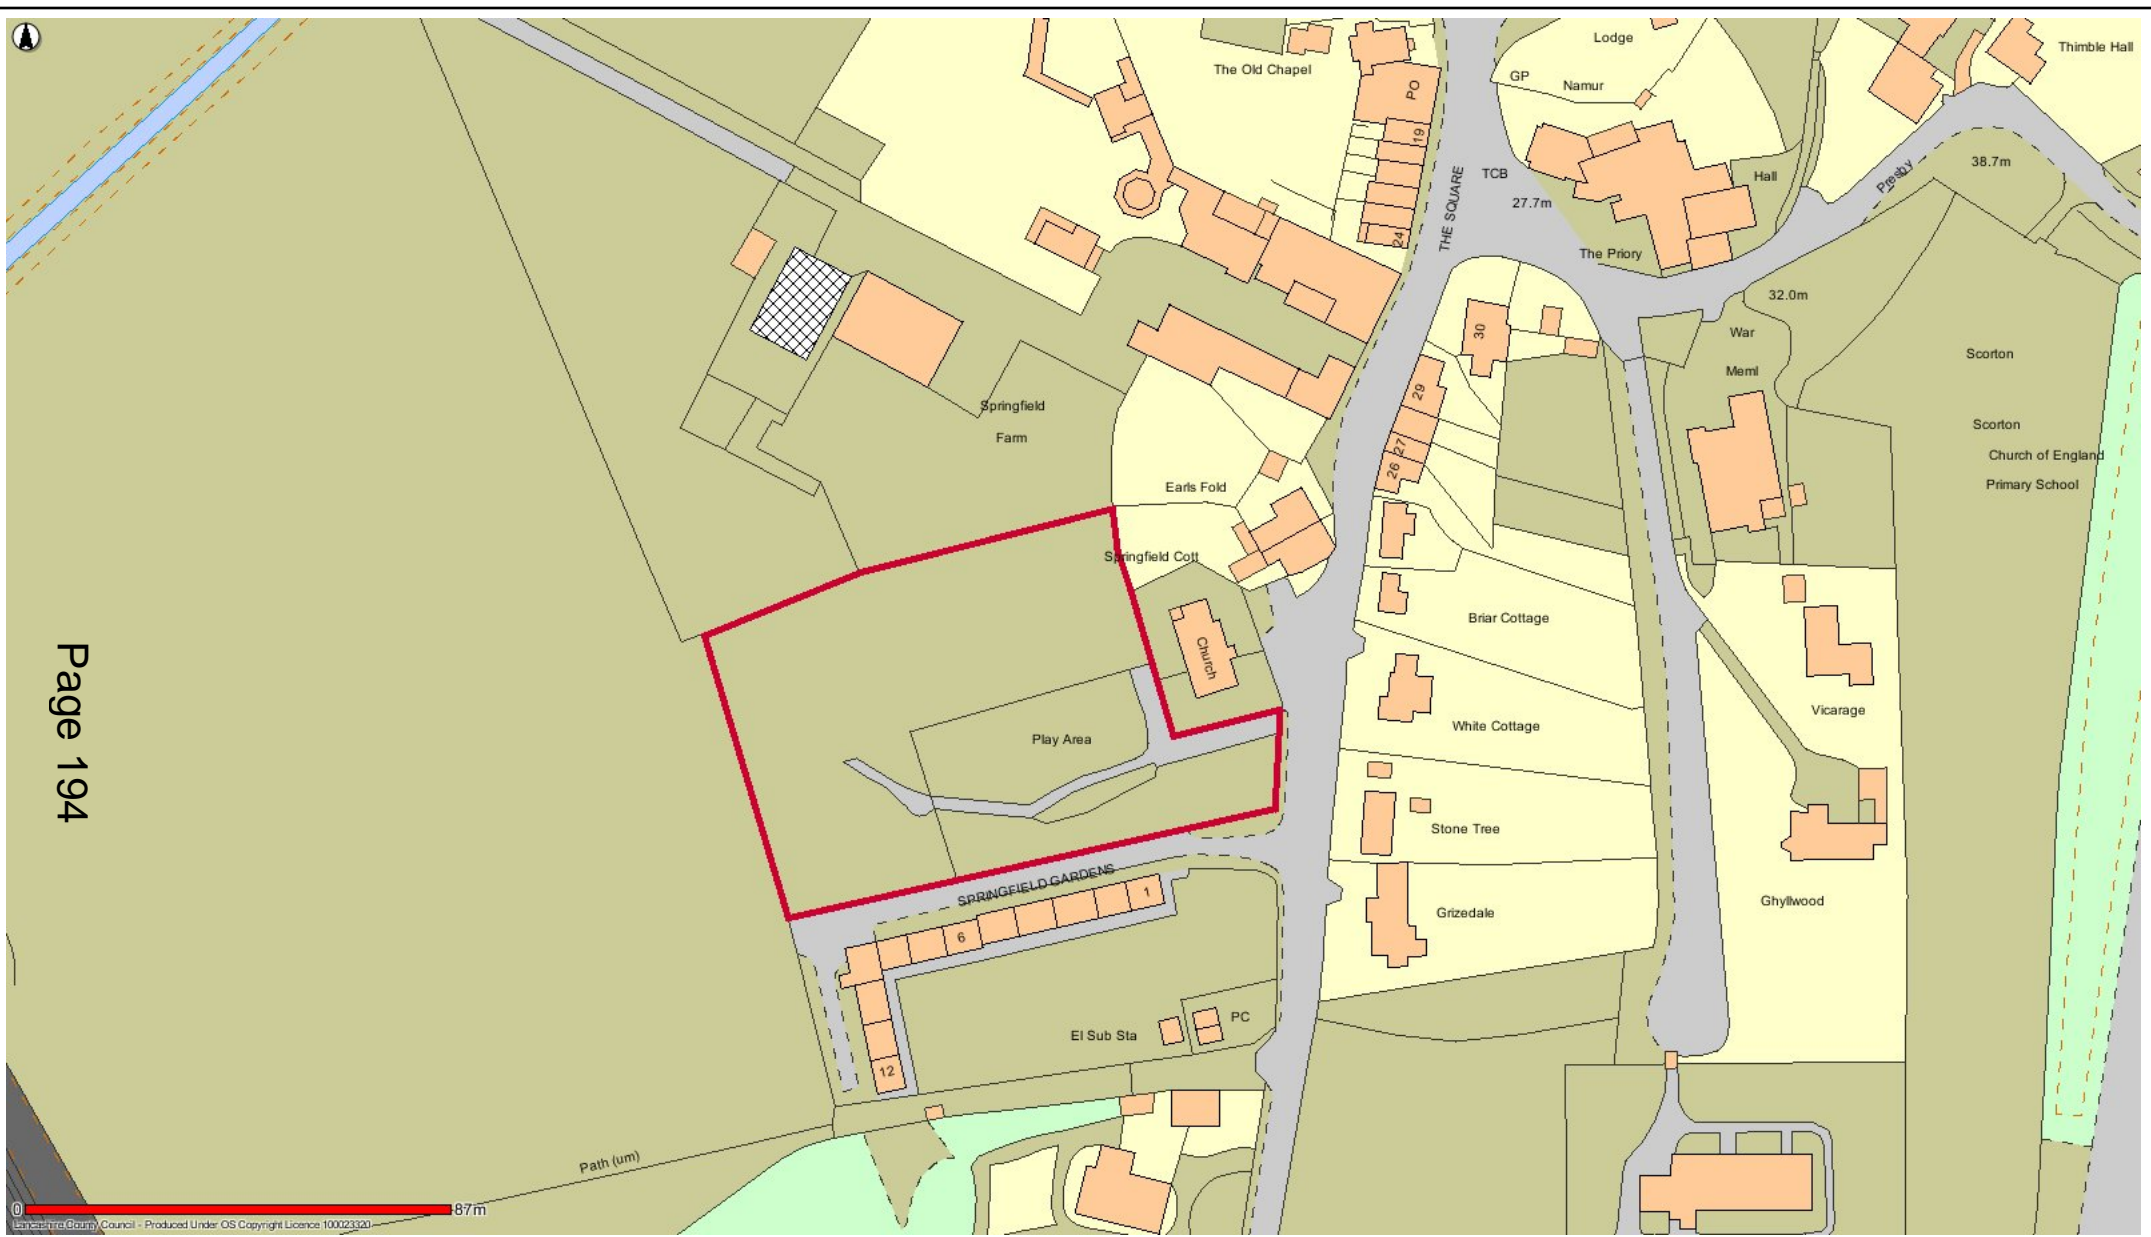 Lodge
Thimble Hall
The Old Chapel
GP
Namur
PO
19
38.7m
TCB
Hall
Presby
27.7m
THE SQUARE
24
The Priory
32.0m
30
War
Meml
Scorton
29
Springfield
Farm
Scorton
27
Church of England
26
Primary School
Earls Fold
Springfield Cott
Briar Cottage
Church
Page 194
Vicarage
White Cottage
Play Area
Stone Tree
SPRINGFIELD GARDENS
1
Ghyllwood
Grizedale
6
PC
El Sub Sta
12
Path (um)
0
87m
Lancashire County Council - Produced Under OS Copyright Licence 100023320